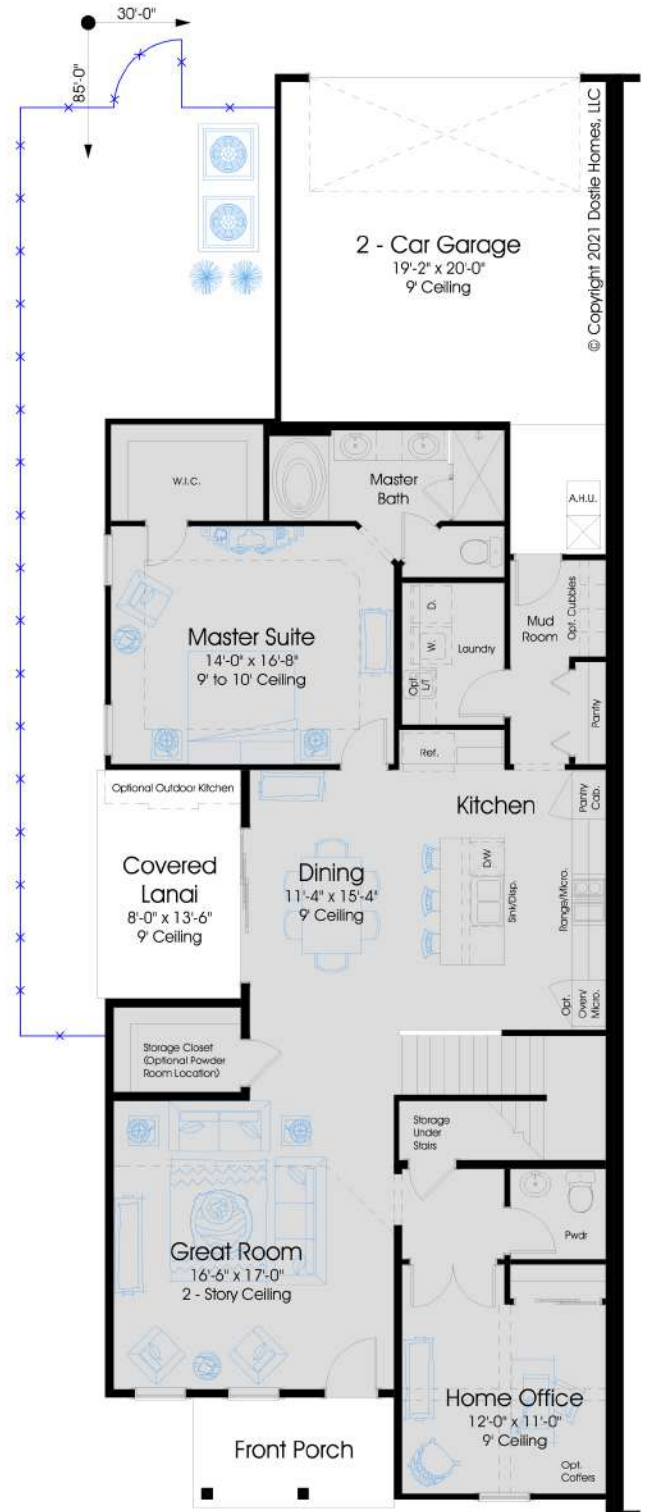 30'-0"
85'-0"
© Copyright 2021 Dostie Homes, LLC
2 - Car Garage
19'-2" x 20'-0"
9' Ceiling
W.I.C.
Master
Bath
A.H.U.
Master Suite
14'-0" x 16'-8"
9' to 10' Ceiling
D.
W.
Opt.
L/T
Laundry
Mud
Room
Opt. Cubbies
Pantry
Ref.
Kitchen
Pantry
Cab.
Optional Outdoor Kitchen
Covered
Lanai
8'-0" x 13'-6"
9' Ceiling
Dining
11'-4" x 15'-4"
9' Ceiling
D/W
Sink/Disp.
Range/Micro.
Opt.
Oven/
Micro.
Storage Closet
(Optional Powder
Room Location)
Storage
Under
Stairs
Pwdr
Great Room
16'-6" x 17'-0"
2 - Story Ceiling
Home Office
12'-0" x 11'-0"
9' Ceiling
Opt.
Coffers
Front Porch